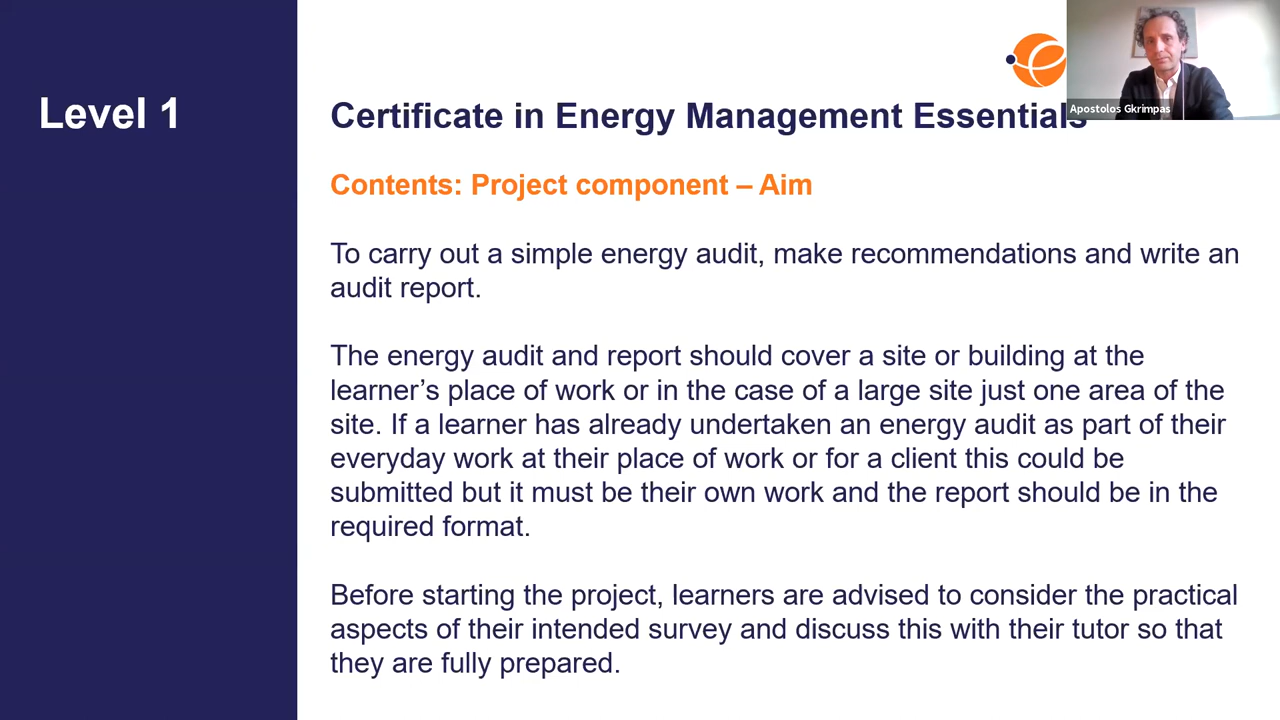 Level 1
Certificate in Energy Management Essentials
Apostolos Gkrimpas
Contents: Project component – Aim
To carry out a simple energy audit, make recommendations and write an
audit report.
The energy audit and report should cover a site or building at the
learner’s place of work or in the case of a large site just one area of the
site. If a learner has already undertaken an energy audit as part of their
everyday work at their place of work or for a client this could be
submitted but it must be their own work and the report should be in the
required format.
Before starting the project, learners are advised to consider the practical
aspects of their intended survey and discuss this with their tutor so that
they are fully prepared.